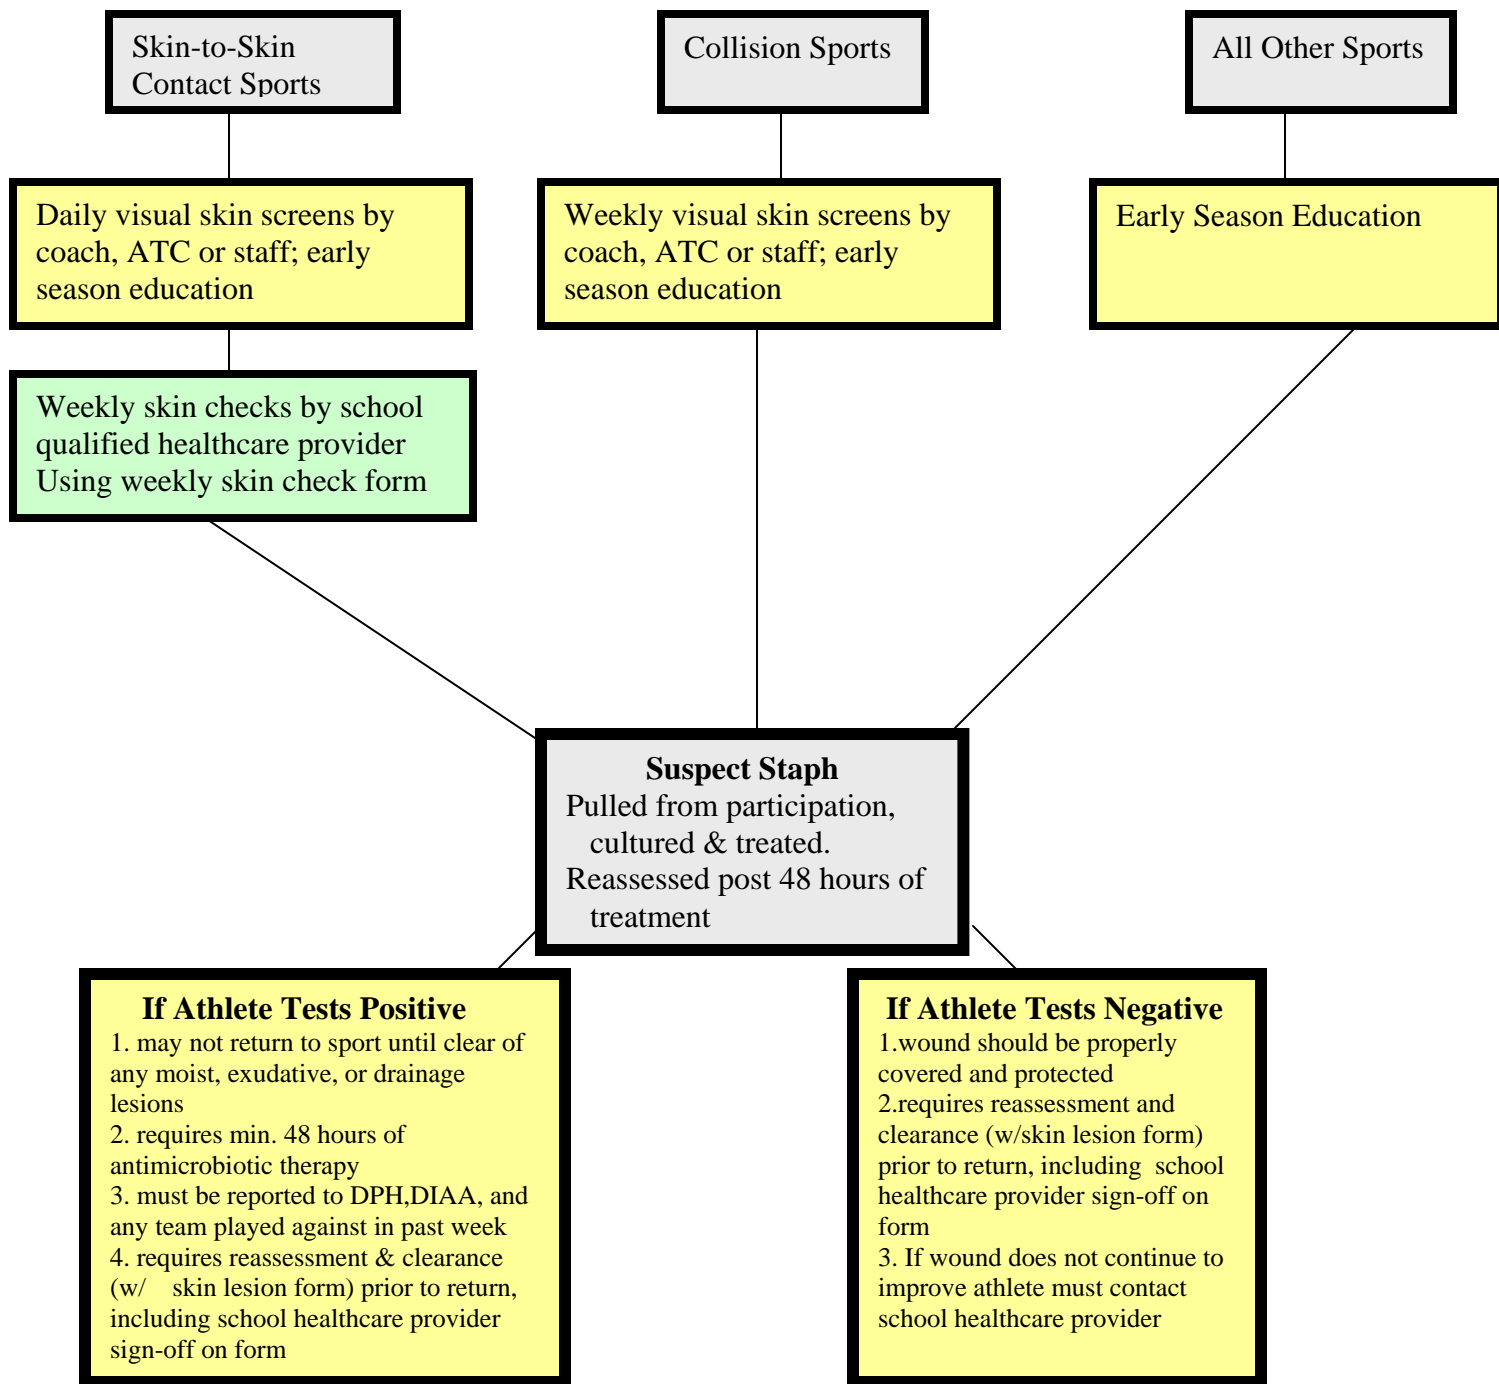 Skin-to-Skin
Contact Sports
Collision Sports
All Other Sports
Daily visual skin screens by
coach, ATC or staff; early
season education
Weekly visual skin screens by
coach, ATC or staff; early
season education
Early Season Education
Weekly skin checks by school
qualified healthcare provider
Using weekly skin check form
Suspect Staph
Pulled from participation,
cultured & treated.
Reassessed post 48 hours of
treatment
If Athlete Tests Positive
1. may not return to sport until clear of
any moist, exudative, or drainage
lesions
2. requires min. 48 hours of
antimicrobiotic therapy
3. must be reported to DPH,DIAA, and
any team played against in past week
4. requires reassessment & clearance
(w/ skin lesion form) prior to return,
including school healthcare provider
sign-off on form
If Athlete Tests Negative
1.wound should be properly
covered and protected
2.requires reassessment and
clearance (w/skin lesion form)
prior to return, including school
healthcare provider sign-off on
form
3. If wound does not continue to
improve athlete must contact
school healthcare provider